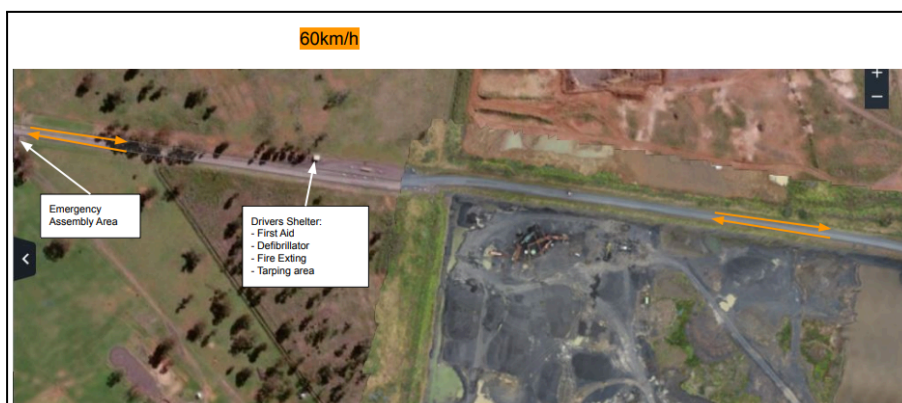 60km/h
+
−
Emergency
Assembly Area
Drivers Shelter:
- First Aid
- Defibrillator
- Fire Exting
- Tarping area